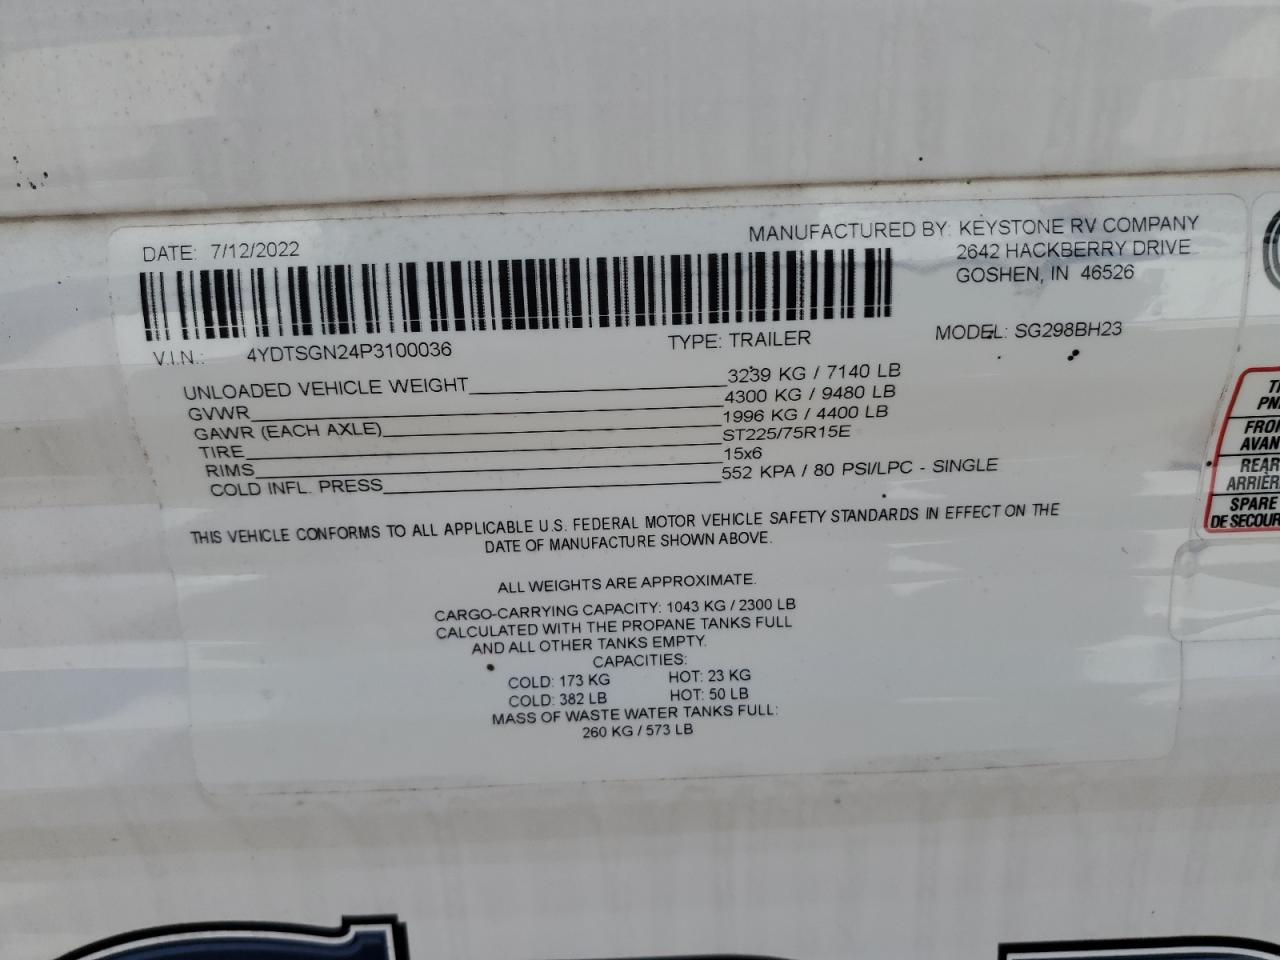 DATE: 7/12/2022
MANUFACTURED BY: KEYSTONE RV COMPANY
2642 HACKBERRY DRIVE
GOSHEN, IN 46526
V.I.N.: 4YDTSGN24P3100036 TYPE: TRAILER MODEL: SG298BH23
UNLOADED VEHICLE WEIGHT 3239 KG / 7140 LB
GVWR 4300 KG / 9480 LB
GAWR (EACH AXLE) 1996 KG / 4400 LB
TIRE ST225/75R15E
RIMS 15x6
COLD INFL. PRESS 552 KPA / 80 PSI/LPC - SINGLE
THIS VEHICLE CONFORMS TO ALL APPLICABLE U.S. FEDERAL MOTOR VEHICLE SAFETY STANDARDS IN EFFECT ON THE
DATE OF MANUFACTURE SHOWN ABOVE.
ALL WEIGHTS ARE APPROXIMATE.
CARGO-CARRYING CAPACITY: 1043 KG / 2300 LB
CALCULATED WITH THE PROPANE TANKS FULL
AND ALL OTHER TANKS EMPTY.
CAPACITIES:
COLD: 173 KG HOT: 23 KG
COLD: 382 LB HOT: 50 LB
MASS OF WASTE WATER TANKS FULL:
260 KG / 573 LB
REAR
SPARE